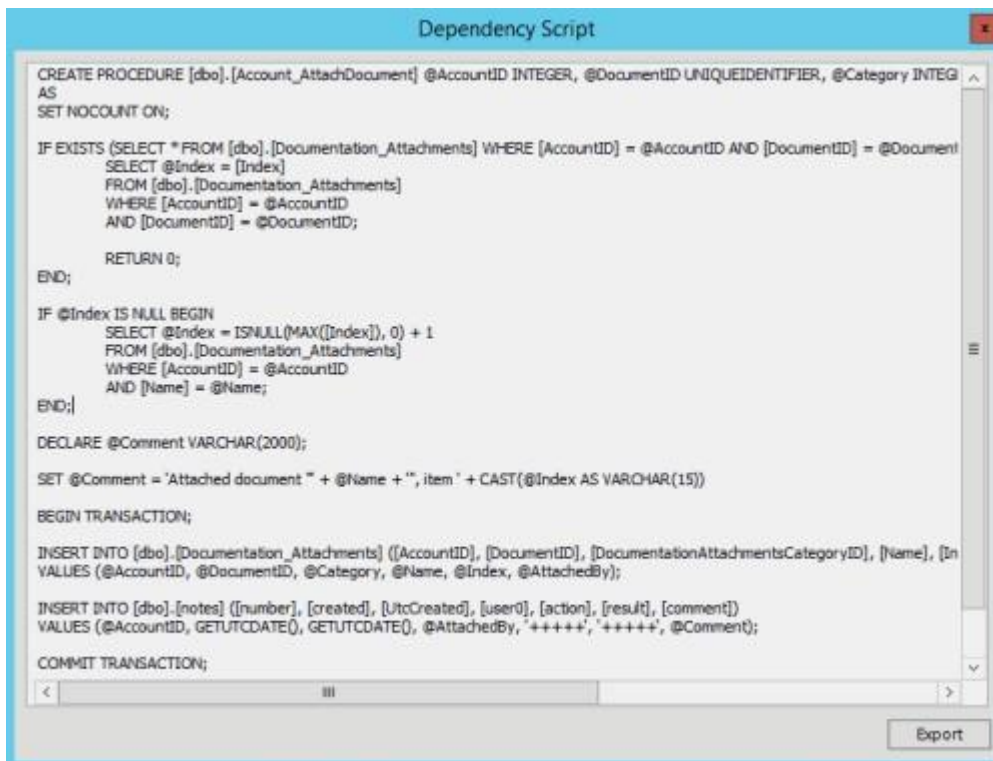 Dependency Script
x
CREATE PROCEDURE [dbo].[Account_AttachDocument] @AccountID INTEGER, @DocumentID UNIQUEIDENTIFIER, @Category INTEG
AS
SET NOCOUNT ON;
IF EXISTS (SELECT * FROM [dbo].[Documentation_Attachments] WHERE [AccountID] = @AccountID AND [DocumentID] = @Document
SELECT @Index = [Index]
FROM [dbo].[Documentation_Attachments]
WHERE [AccountID] = @AccountID
AND [DocumentID] = @DocumentID;
RETURN 0;
END;
IF @Index IS NULL BEGIN
SELECT @Index = ISNULL(MAX([Index]), 0) + 1
FROM [dbo].[Documentation_Attachments]
WHERE [AccountID] = @AccountID
AND [Name] = @Name;
END;
DECLARE @Comment VARCHAR(2000);
SET @Comment = 'Attached document "' + @Name + '", item ' + CAST(@Index AS VARCHAR(15))
BEGIN TRANSACTION;
INSERT INTO [dbo].[Documentation_Attachments] ([AccountID], [DocumentID], [DocumentationAttachmentsCategoryID], [Name], [In
VALUES (@AccountID, @DocumentID, @Category, @Name, @Index, @AttachedBy);
INSERT INTO [dbo].[notes] ([number], [created], [UtcCreated], [user0], [action], [result], [comment])
VALUES (@AccountID, GETUTCDATE(), GETUTCDATE(), @AttachedBy, '+++++', '+++++', @Comment);
COMMIT TRANSACTION;
Export